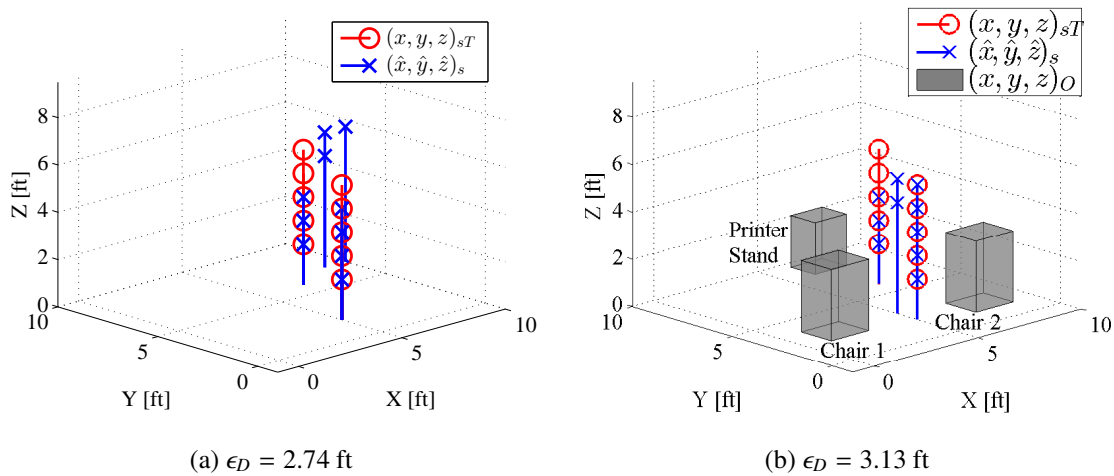 (x, y, z)_{sT}
(x̂, ŷ, ẑ)_s
8
6
4
2
0
Z [ft]
10
5
0
Y [ft]
0
5
10
X [ft]
(a) ϵ_D = 2.74 ft
(x, y, z)_{sT}
(x̂, ŷ, ẑ)_s
(x, y, z)_O
8
6
4
2
0
Z [ft]
Printer
Stand
Chair 1
Chair 2
10
5
0
Y [ft]
0
5
10
X [ft]
(b) ϵ_D = 3.13 ft